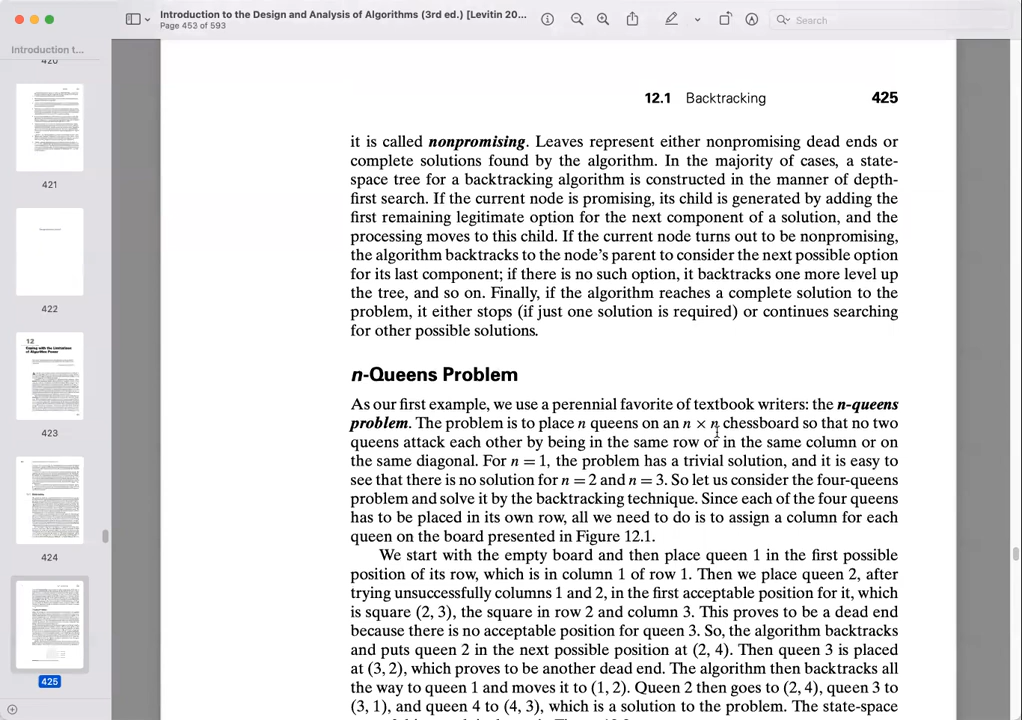 Introduction to the Design and Analysis of Algorithms (3rd ed.) [Levitin 20...
Page 453 of 593
Search
Introduction t...
420
421
422
12
Coping with the Limitations
of Algorithm Power
423
424
425
12.1 Backtracking 425
it is called nonpromising. Leaves represent either nonpromising dead ends or
complete solutions found by the algorithm. In the majority of cases, a state-
space tree for a backtracking algorithm is constructed in the manner of depth-
first search. If the current node is promising, its child is generated by adding the
first remaining legitimate option for the next component of a solution, and the
processing moves to this child. If the current node turns out to be nonpromising,
the algorithm backtracks to the node's parent to consider the next possible option
for its last component; if there is no such option, it backtracks one more level up
the tree, and so on. Finally, if the algorithm reaches a complete solution to the
problem, it either stops (if just one solution is required) or continues searching
for other possible solutions.
n-Queens Problem
As our first example, we use a perennial favorite of textbook writers: the n-queens
problem. The problem is to place n queens on an n × n chessboard so that no two
queens attack each other by being in the same row or in the same column or on
the same diagonal. For n = 1, the problem has a trivial solution, and it is easy to
see that there is no solution for n = 2 and n = 3. So let us consider the four-queens
problem and solve it by the backtracking technique. Since each of the four queens
has to be placed in its own row, all we need to do is to assign a column for each
queen on the board presented in Figure 12.1.
We start with the empty board and then place queen 1 in the first possible
position of its row, which is in column 1 of row 1. Then we place queen 2, after
trying unsuccessfully columns 1 and 2, in the first acceptable position for it, which
is square (2, 3), the square in row 2 and column 3. This proves to be a dead end
because there is no acceptable position for queen 3. So, the algorithm backtracks
and puts queen 2 in the next possible position at (2, 4). Then queen 3 is placed
at (3, 2), which proves to be another dead end. The algorithm then backtracks all
the way to queen 1 and moves it to (1, 2). Queen 2 then goes to (2, 4), queen 3 to
(3, 1), and queen 4 to (4, 3), which is a solution to the problem. The state-space